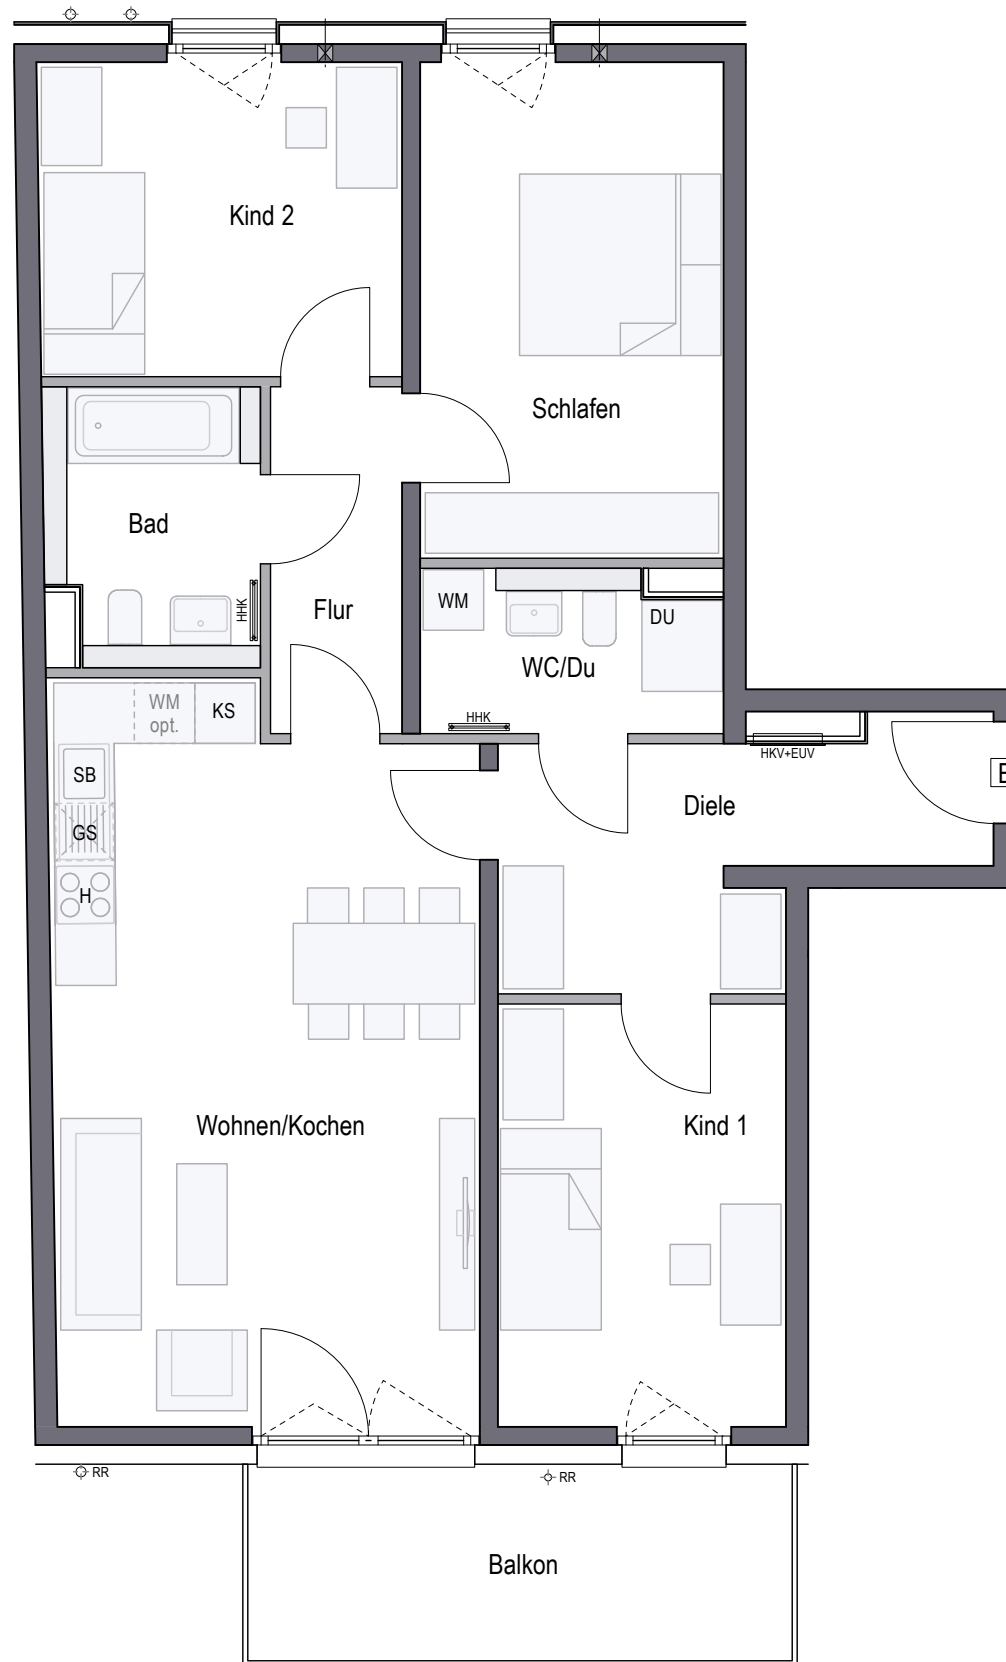 Kind 2
Schlafen
Bad
HHK
Flur
WM
DU
WC/Du
HHK
WM
opt.
KS
HKV+EUV
SB
E
Diele
GS
H
Wohnen/Kochen
Kind 1
RR
RR
Balkon